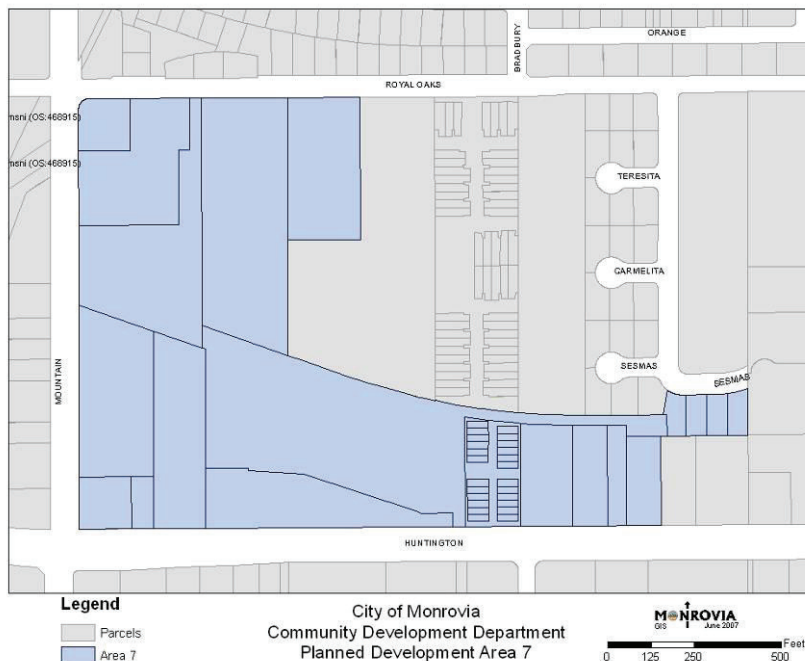 ORANGE
BRADBURY
ROYAL OAKS
msni (OS:468915)
msni (OS:468915)
TERESITA
CARMELITA
SESMAS
SESMAS
MOUNTAIN
HUNTINGTON
Legend
Parcels
Area 7
City of Monrovia
Community Development Department
Planned Development Area 7
MONROVIA
GIS June 2007
Feet
0 125 250 500